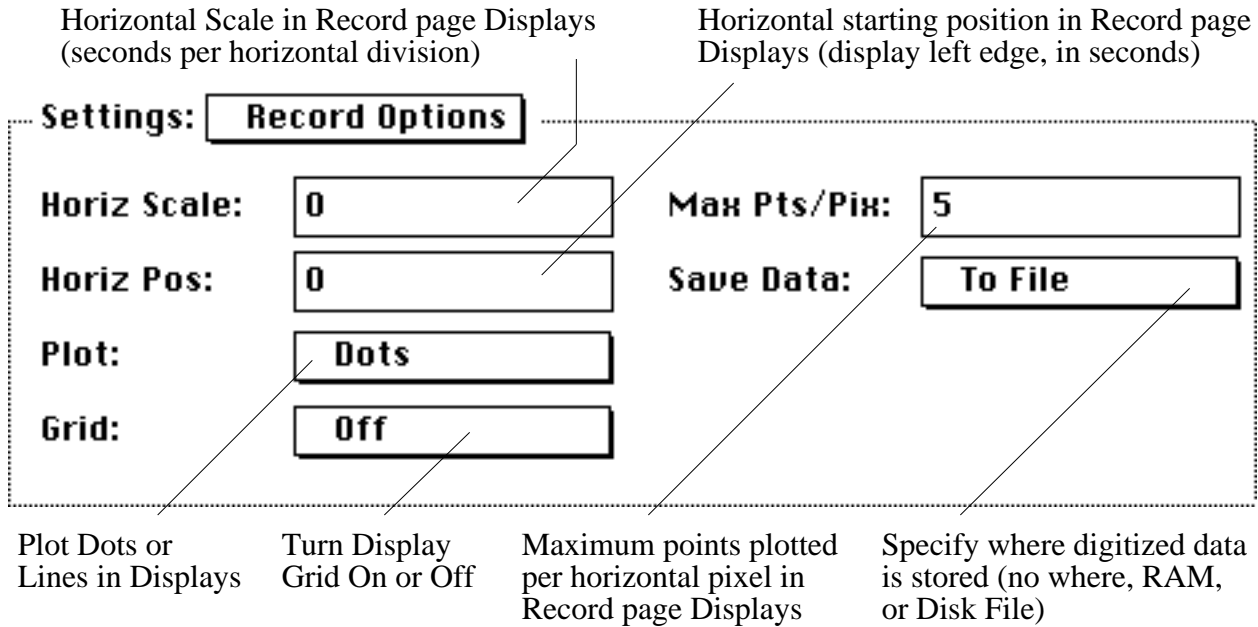 Horizontal Scale in Record page Displays
(seconds per horizontal division)
Horizontal starting position in Record page
Displays (display left edge, in seconds)
Settings: Record Options
Horiz Scale: 0
Max Pts/Pix: 5
Horiz Pos: 0
Save Data: To File
Plot: Dots
Grid: Off
Plot Dots or
Lines in Displays
Turn Display
Grid On or Off
Maximum points plotted
per horizontal pixel in
Record page Displays
Specify where digitized data
is stored (no where, RAM,
or Disk File)